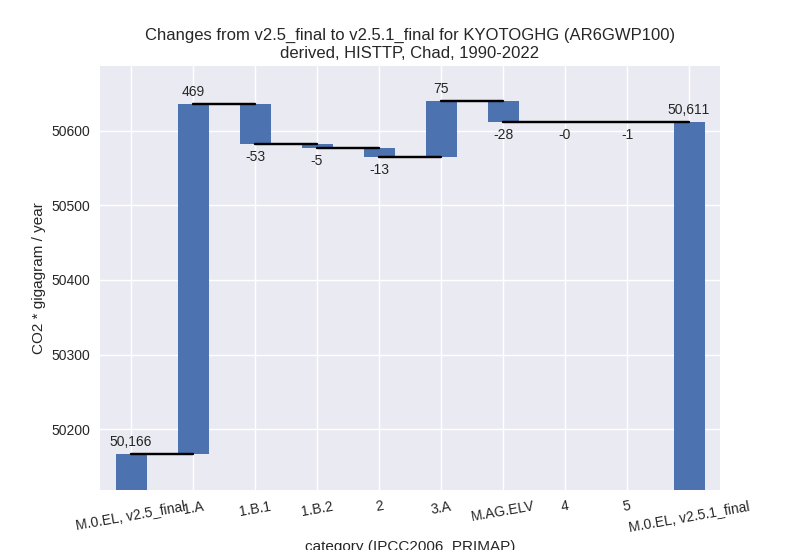 Changes from v2.5_final to v2.5.1_final for KYOTOGHG (AR6GWP100)
derived, HISTTP, Chad, 1990-2022
CO2 * gigagram / year
50600
50500
50400
50300
50200
50,166
469
-53
-5
-13
75
-28
-0
-1
50,611
M.0.EL, v2.5_final
1.A
1.B.1
1.B.2
2
3.A
M.AG.ELV
4
5
M.0.EL, v2.5.1_final
category (IPCC2006_PRIMAP)